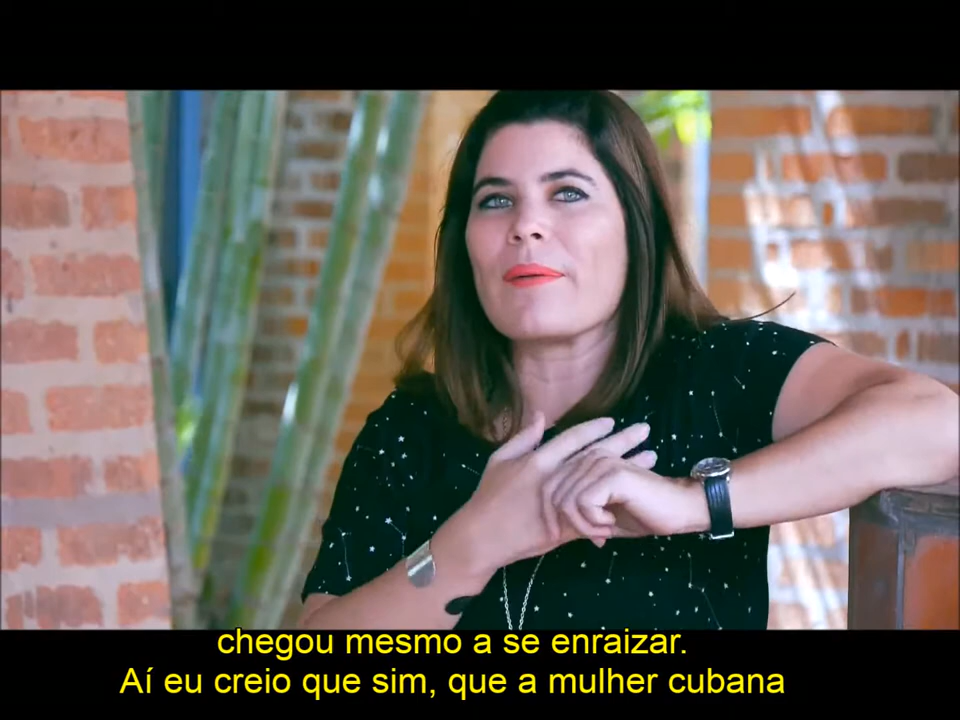 chegou mesmo a se enraizar.
Aí eu creio que sim, que a mulher cubana